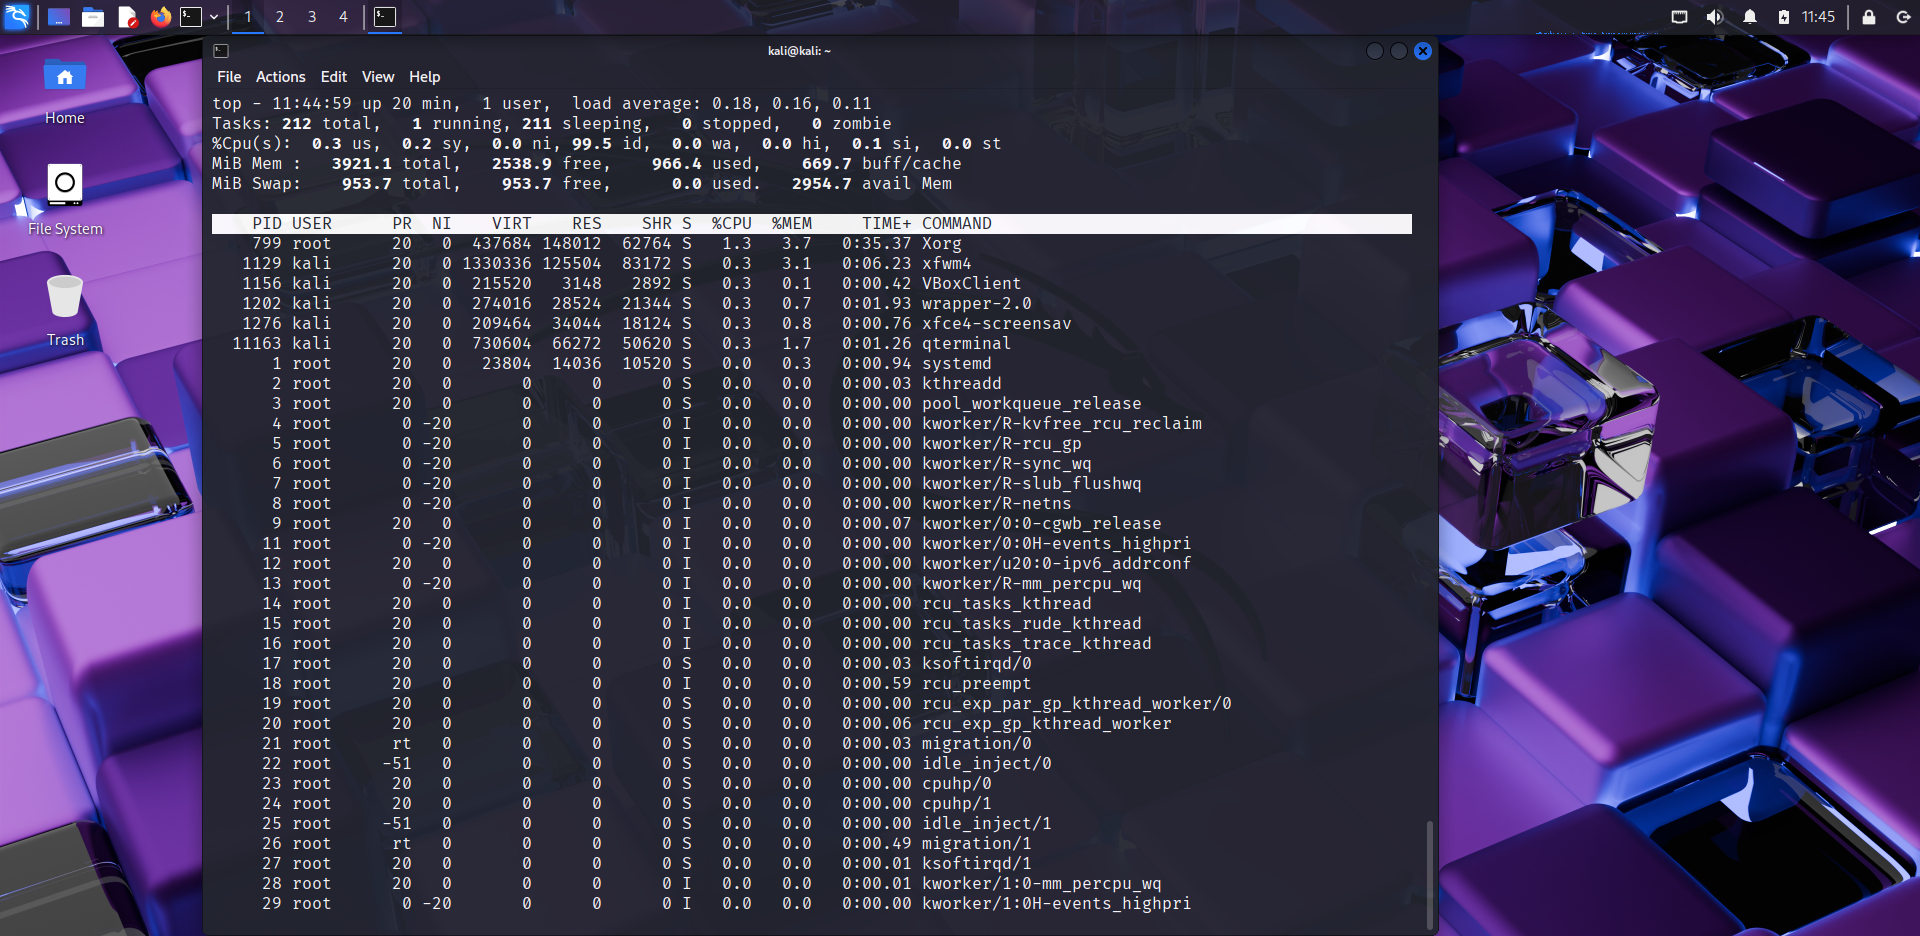 1 2 3 4 11:45
kali@kali: ~
File Actions Edit View Help
Home
File System
Trash
top - 11:44:59 up 20 min,  1 user,  load average: 0.18, 0.16, 0.11
Tasks: 212 total,   1 running, 211 sleeping,   0 stopped,   0 zombie
%Cpu(s):  0.3 us,  0.2 sy,  0.0 ni, 99.5 id,  0.0 wa,  0.0 hi,  0.1 si,  0.0 st
MiB Mem :   3921.1 total,   2538.9 free,    966.4 used,    669.7 buff/cache
MiB Swap:    953.7 total,    953.7 free,      0.0 used.   2954.7 avail Mem
PID USER      PR  NI    VIRT    RES    SHR S  %CPU  %MEM     TIME+ COMMAND
799 root      20   0  437684 148012  62764 S   1.3   3.7   0:35.37 Xorg
1129 kali      20   0 1330336 125504  83172 S   0.3   3.1   0:06.23 xfwm4
1156 kali      20   0  215520   3148   2892 S   0.3   0.1   0:00.42 VBoxClient
1202 kali      20   0  274016  28524  21344 S   0.3   0.7   0:01.93 wrapper-2.0
1276 kali      20   0  209464  34044  18124 S   0.3   0.8   0:00.76 xfce4-screensav
11163 kali      20   0  730604  66272  50620 S   0.3   1.7   0:01.26 qterminal
1 root      20   0   23804  14036  10520 S   0.0   0.3   0:00.94 systemd
2 root      20   0       0      0      0 S   0.0   0.0   0:00.03 kthreadd
3 root      20   0       0      0      0 S   0.0   0.0   0:00.00 pool_workqueue_release
4 root       0 -20       0      0      0 I   0.0   0.0   0:00.00 kworker/R-kvfree_rcu_reclaim
5 root       0 -20       0      0      0 I   0.0   0.0   0:00.00 kworker/R-rcu_gp
6 root       0 -20       0      0      0 I   0.0   0.0   0:00.00 kworker/R-sync_wq
7 root       0 -20       0      0      0 I   0.0   0.0   0:00.00 kworker/R-slub_flushwq
8 root       0 -20       0      0      0 I   0.0   0.0   0:00.00 kworker/R-netns
9 root      20   0       0      0      0 I   0.0   0.0   0:00.07 kworker/0:0-cgwb_release
11 root       0 -20       0      0      0 I   0.0   0.0   0:00.00 kworker/0:0H-events_highpri
12 root      20   0       0      0      0 I   0.0   0.0   0:00.00 kworker/u20:0-ipv6_addrconf
13 root       0 -20       0      0      0 I   0.0   0.0   0:00.00 kworker/R-mm_percpu_wq
14 root      20   0       0      0      0 I   0.0   0.0   0:00.00 rcu_tasks_kthread
15 root      20   0       0      0      0 I   0.0   0.0   0:00.00 rcu_tasks_rude_kthread
16 root      20   0       0      0      0 I   0.0   0.0   0:00.00 rcu_tasks_trace_kthread
17 root      20   0       0      0      0 S   0.0   0.0   0:00.03 ksoftirqd/0
18 root      20   0       0      0      0 I   0.0   0.0   0:00.59 rcu_preempt
19 root      20   0       0      0      0 S   0.0   0.0   0:00.00 rcu_exp_par_gp_kthread_worker/0
20 root      20   0       0      0      0 S   0.0   0.0   0:00.06 rcu_exp_gp_kthread_worker
21 root      rt   0       0      0      0 S   0.0   0.0   0:00.03 migration/0
22 root     -51   0       0      0      0 S   0.0   0.0   0:00.00 idle_inject/0
23 root      20   0       0      0      0 S   0.0   0.0   0:00.00 cpuhp/0
24 root      20   0       0      0      0 S   0.0   0.0   0:00.00 cpuhp/1
25 root     -51   0       0      0      0 S   0.0   0.0   0:00.00 idle_inject/1
26 root      rt   0       0      0      0 S   0.0   0.0   0:00.49 migration/1
27 root      20   0       0      0      0 S   0.0   0.0   0:00.01 ksoftirqd/1
28 root      20   0       0      0      0 I   0.0   0.0   0:00.01 kworker/1:0-mm_percpu_wq
29 root       0 -20       0      0      0 I   0.0   0.0   0:00.00 kworker/1:0H-events_highpri